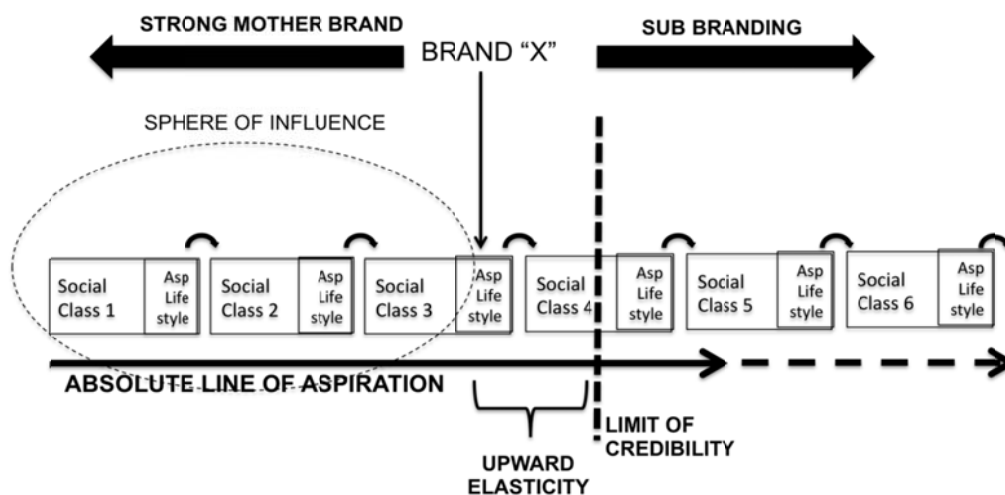 STRONG MOTHER BRAND
BRAND “X”
SUB BRANDING
SPHERE OF INFLUENCE
Social
Class 1
Asp
Life
style
Social
Class 2
Asp
Life
style
Social
Class 3
Asp
Life
style
Social
Class 4
Asp
Life
style
Social
Class 5
Asp
Life
style
Social
Class 6
Asp
Life
style
ABSOLUTE LINE OF ASPIRATION
UPWARD
ELASTICITY
LIMIT OF
CREDIBILITY